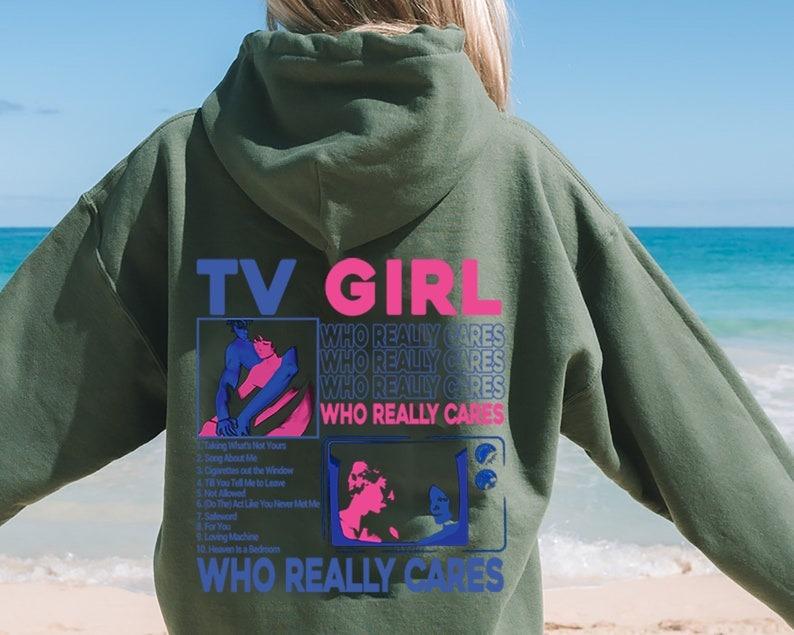 TV GIRL
WHO REALLY CARES
WHO REALLY CARES
WHO REALLY CARES
WHO REALLY CARES
1. Taking What's Not Yours
2. Song About Me
3. Cigarettes out the Window
4. Till You Tell Me to Leave
5. Not Allowed
6. (Do The) Act Like You Never Met Me
7. Safeword
8. For You
9. Loving Machine
10. Heaven Is a Bedroom
WHO REALLY CARES